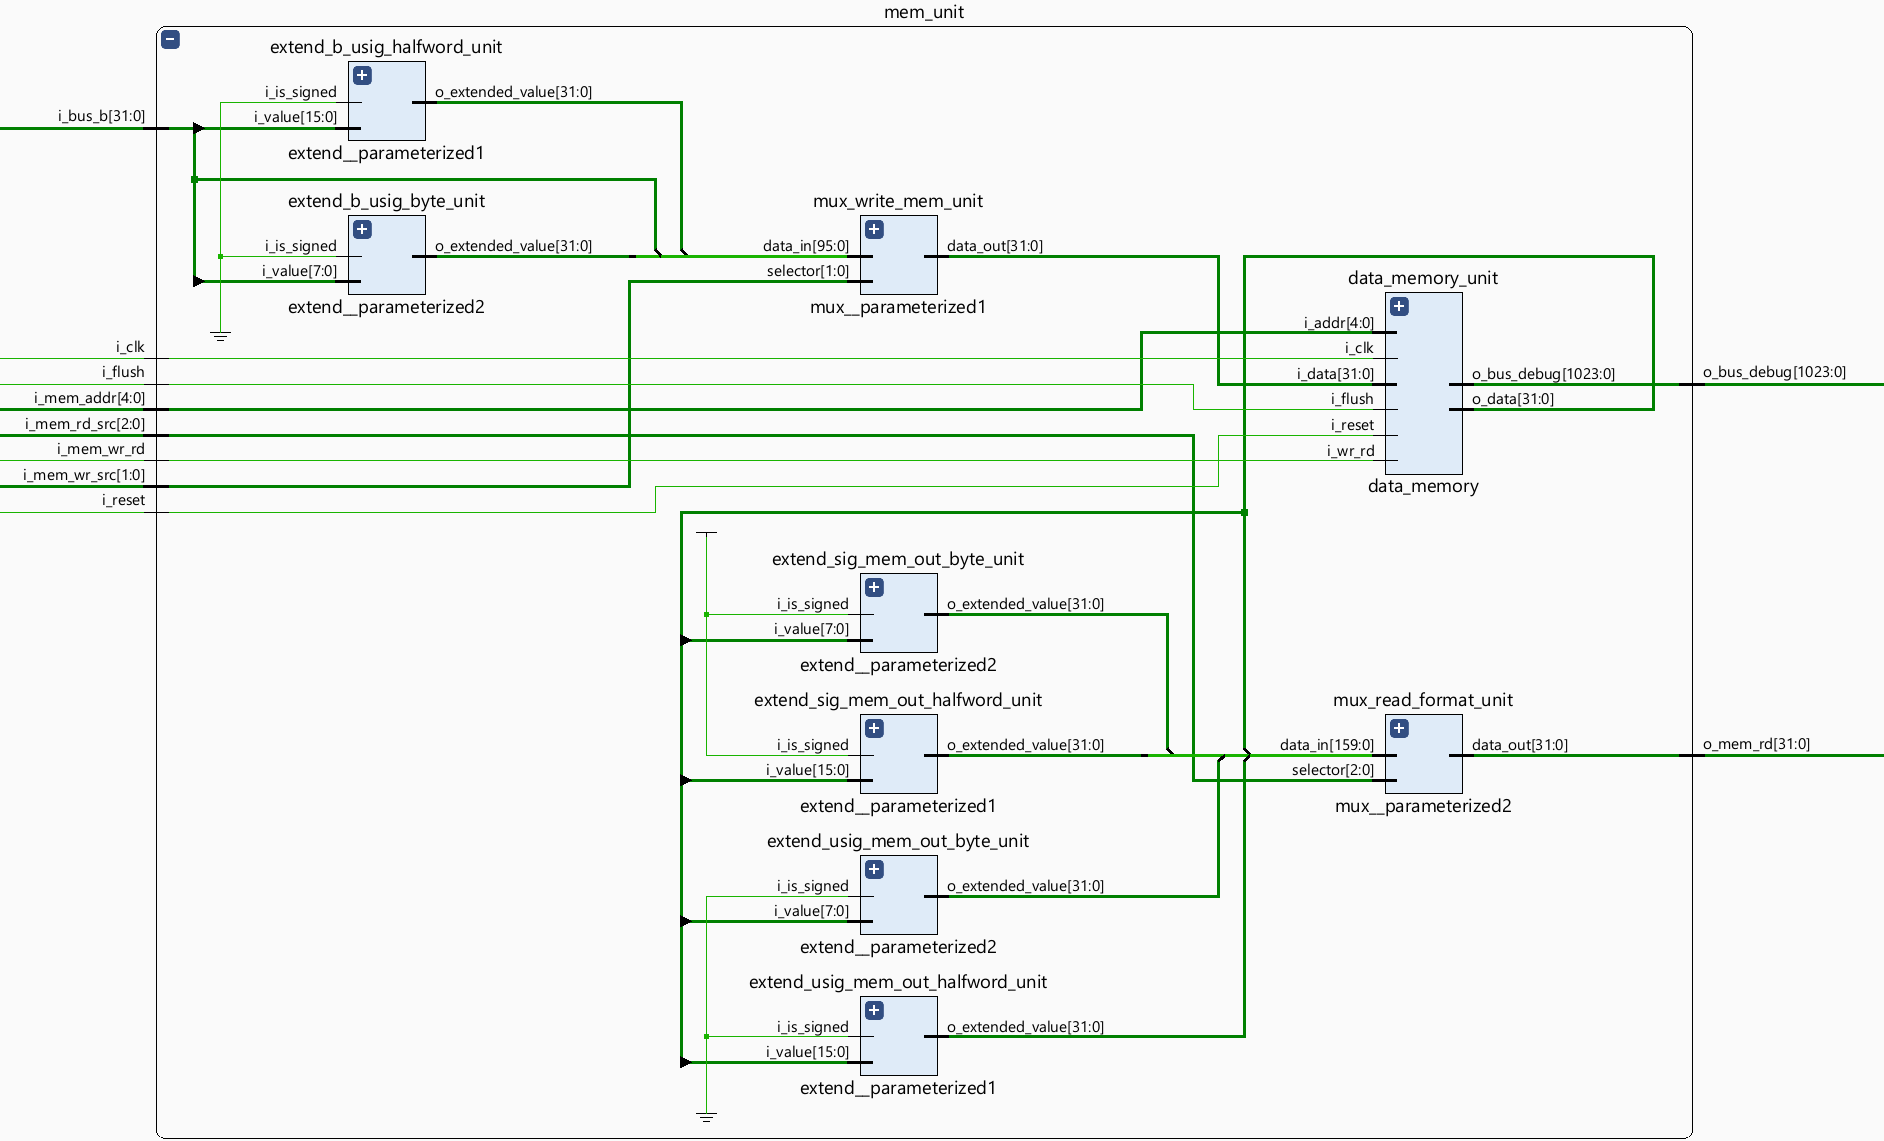 mem_unit
extend_b_usig_halfword_unit
i_is_signed
o_extended_value[31:0]
i_bus_b[31:0]
i_value[15:0]
extend__parameterized1
extend_b_usig_byte_unit
mux_write_mem_unit
i_is_signed
o_extended_value[31:0]
data_in[95:0]
data_out[31:0]
i_value[7:0]
selector[1:0]
extend__parameterized2
mux__parameterized1
data_memory_unit
i_addr[4:0]
i_clk
i_clk
i_flush
i_data[31:0]
o_bus_debug[1023:0]
o_bus_debug[1023:0]
i_mem_addr[4:0]
i_flush
o_data[31:0]
i_mem_rd_src[2:0]
i_reset
i_mem_wr_rd
i_wr_rd
i_mem_wr_src[1:0]
data_memory
i_reset
extend_sig_mem_out_byte_unit
i_is_signed
o_extended_value[31:0]
i_value[7:0]
extend__parameterized2
extend_sig_mem_out_halfword_unit
mux_read_format_unit
i_is_signed
o_extended_value[31:0]
data_in[159:0]
data_out[31:0]
o_mem_rd[31:0]
i_value[15:0]
selector[2:0]
extend__parameterized1
mux__parameterized2
extend_usig_mem_out_byte_unit
i_is_signed
o_extended_value[31:0]
i_value[7:0]
extend__parameterized2
extend_usig_mem_out_halfword_unit
i_is_signed
o_extended_value[31:0]
i_value[15:0]
extend__parameterized1